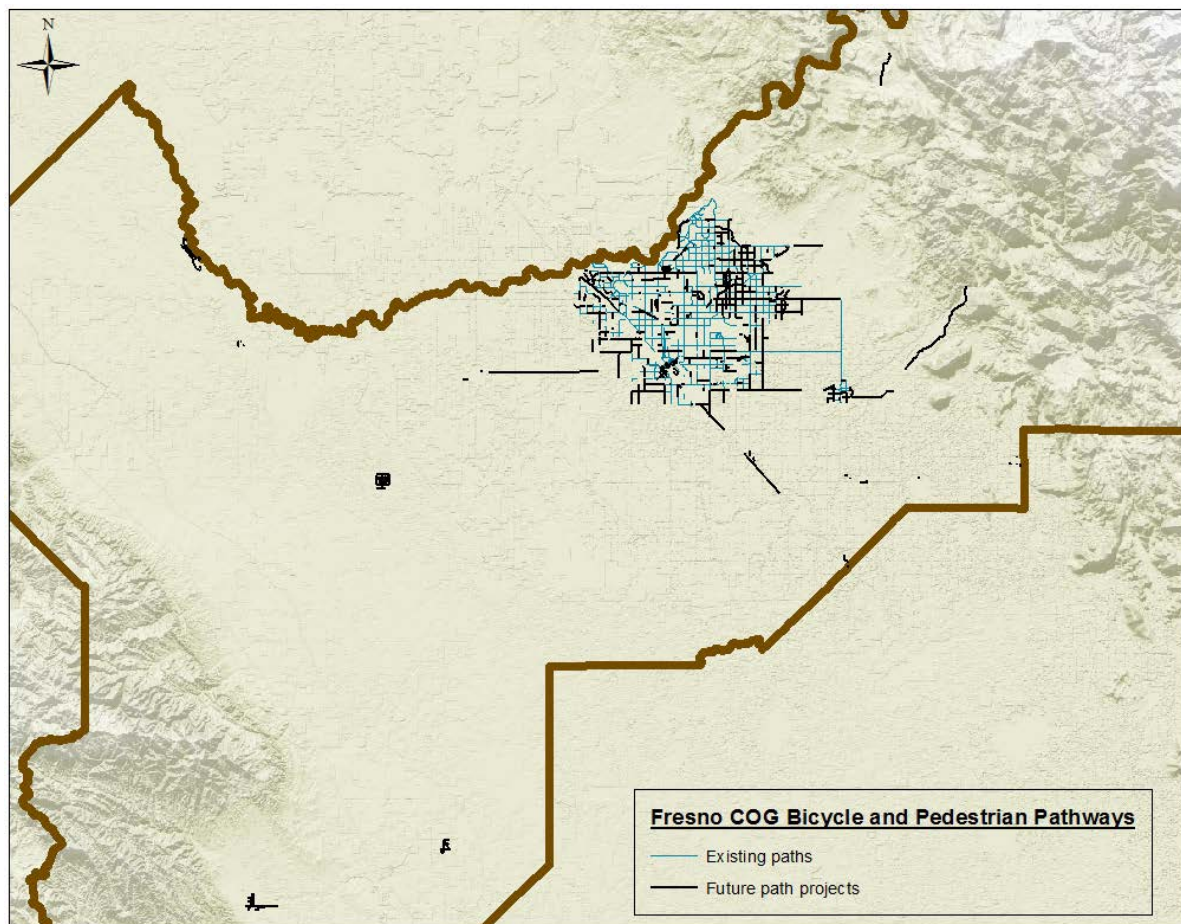 N
Fresno COG Bicycle and Pedestrian Pathways
Existing paths
Future path projects